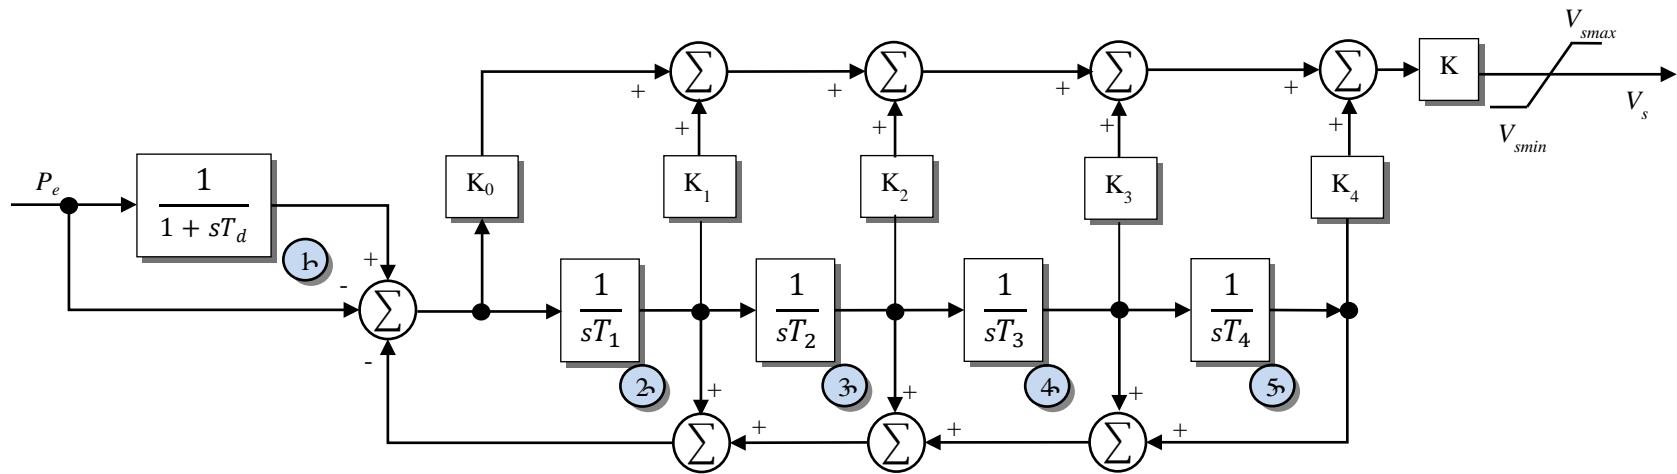 V_smax
Σ Σ Σ Σ K
+ + + +
V_s
+ + + + +
V_smin
P_e
1 / (1 + sT_d)
K_0 K_1 K_2 K_3 K_4
+
-
Σ
1 / sT_1
1 / sT_2
1 / sT_3
1 / sT_4
-
+ + +
+ + +
Σ Σ Σ